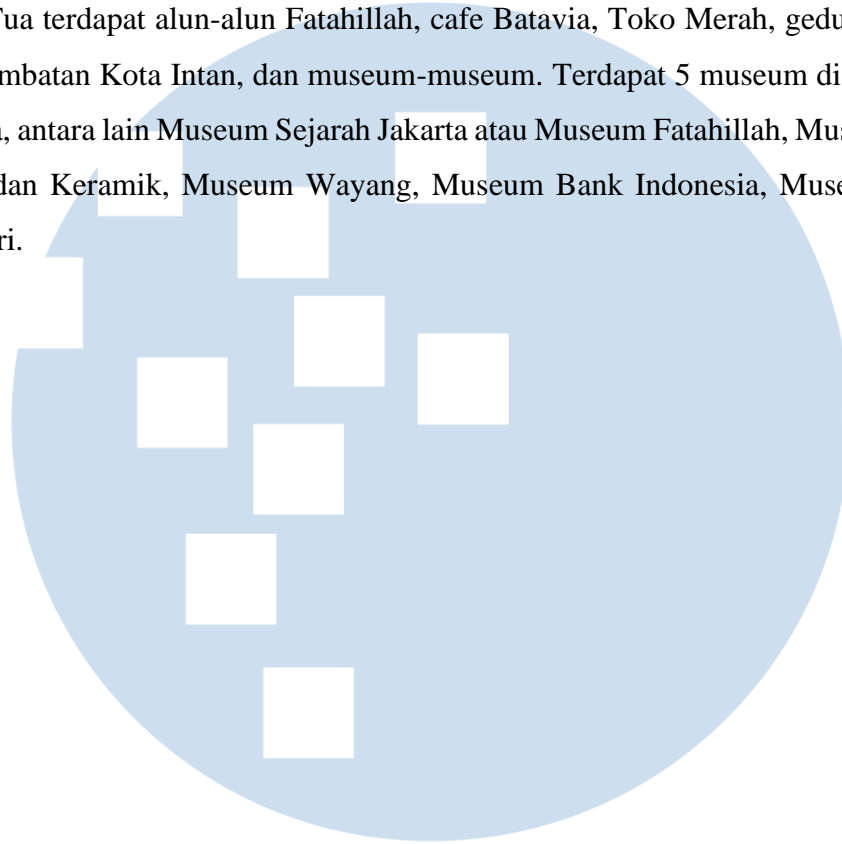 Tua terdapat alun-alun Fatahillah, cafe Batavia, Toko Merah, gedu
mbatan Kota Intan, dan museum-museum. Terdapat 5 museum di
a, antara lain Museum Sejarah Jakarta atau Museum Fatahillah, Mus
dan Keramik, Museum Wayang, Museum Bank Indonesia, Muse
ri.